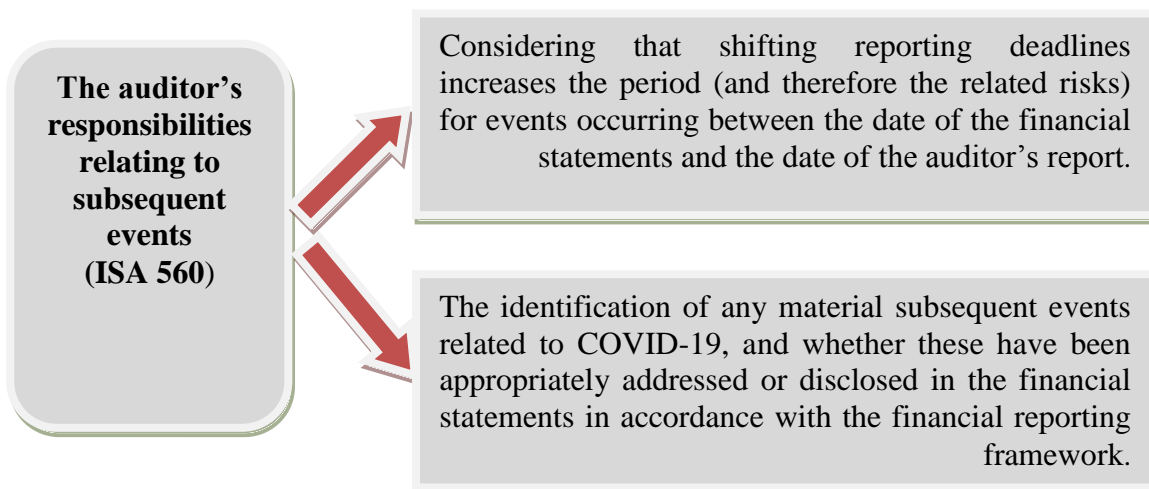 The auditor’s
responsibilities
relating to
subsequent
events
(ISA 560)
Considering that shifting reporting deadlines
increases the period (and therefore the related risks)
for events occurring between the date of the financial
statements and the date of the auditor’s report.
The identification of any material subsequent events
related to COVID-19, and whether these have been
appropriately addressed or disclosed in the financial
statements in accordance with the financial reporting
framework.